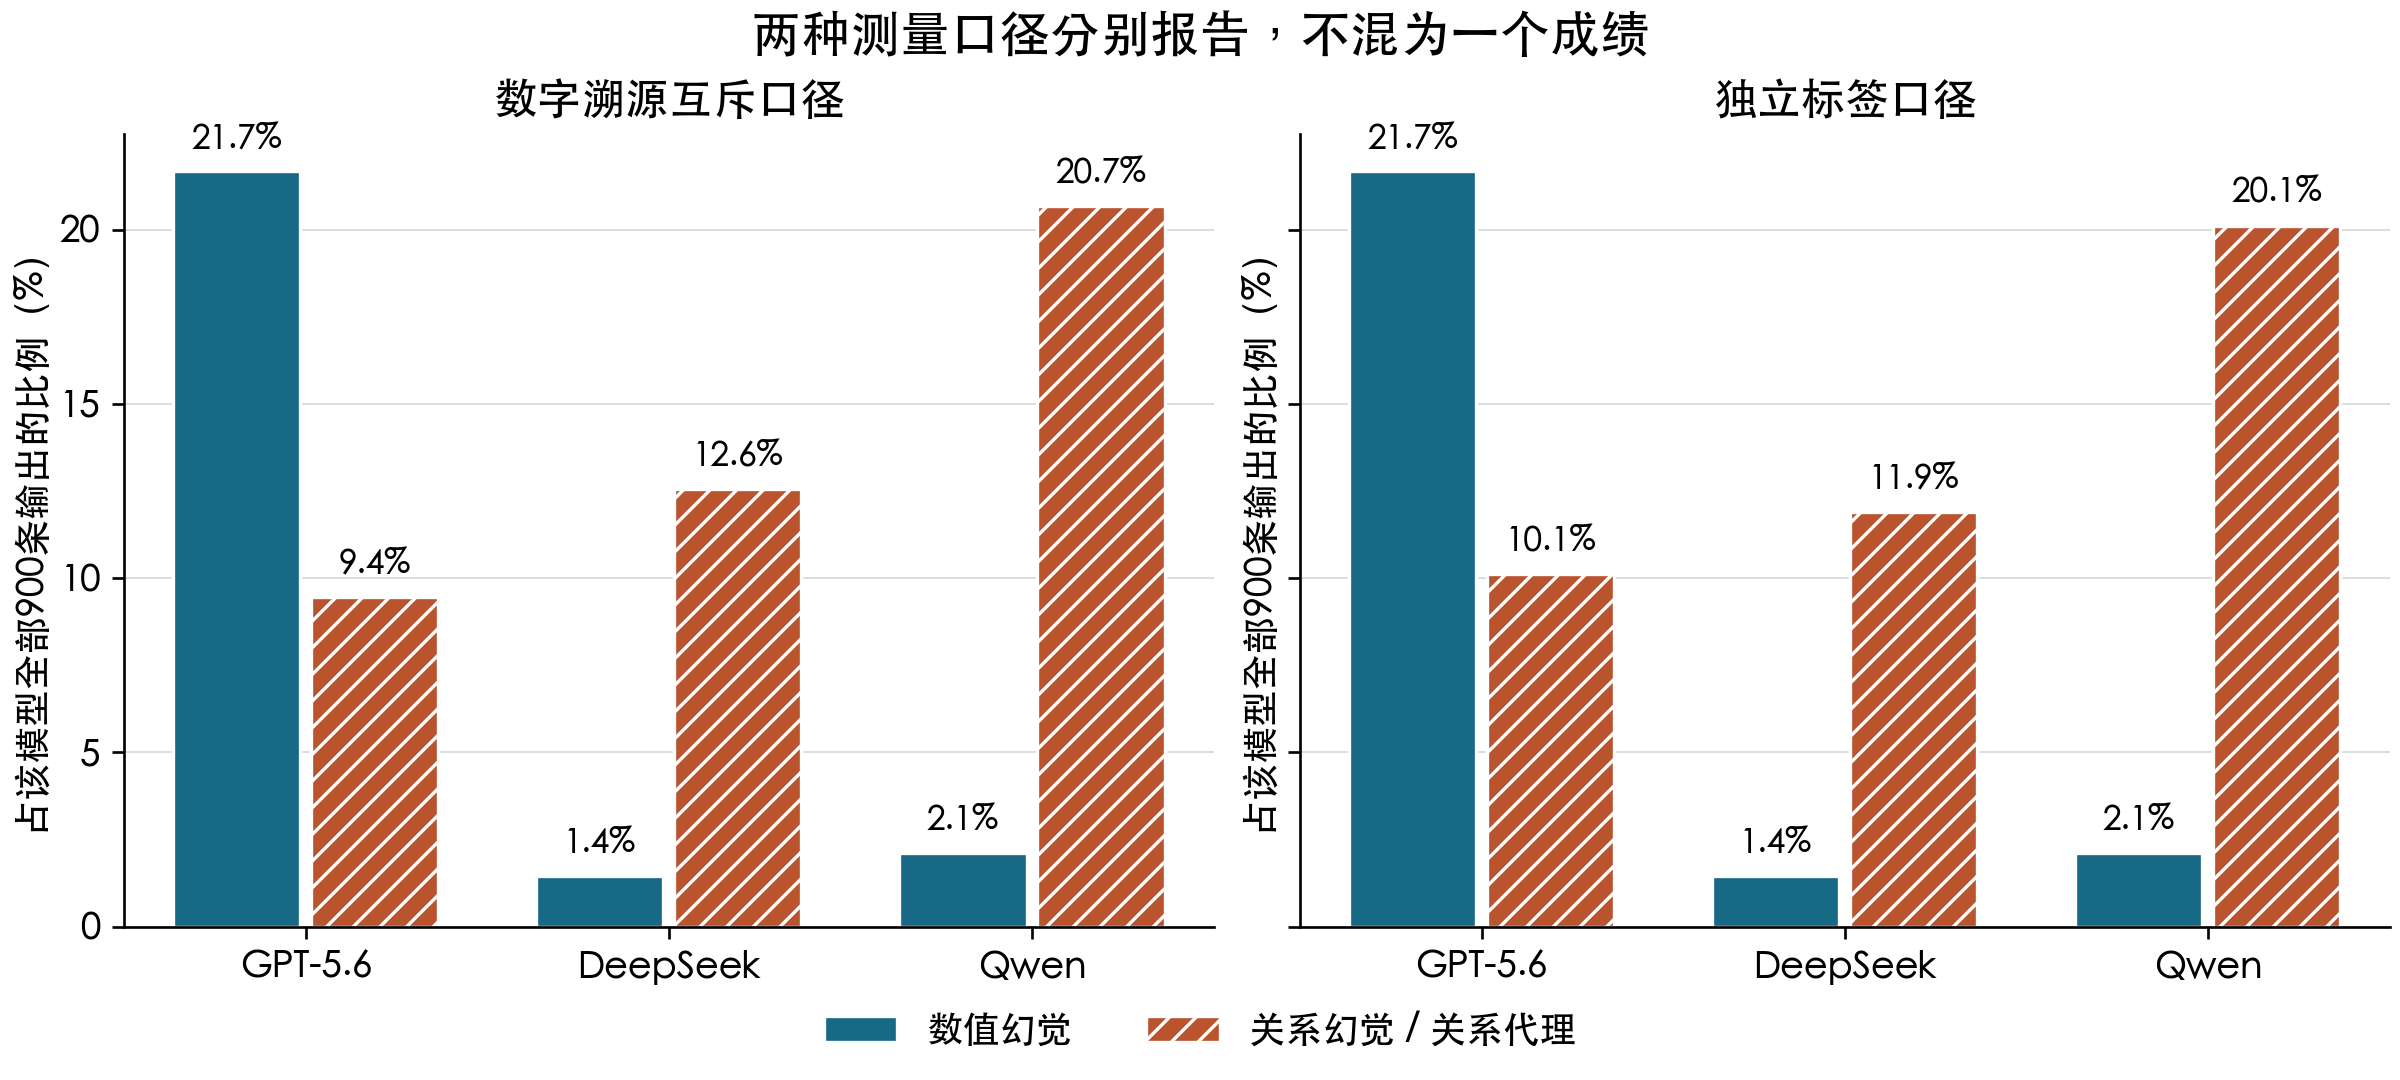 两种测量口径分别报告，不混为一个成绩
数字溯源互斥口径
占该模型全部900条输出的比例（%）
20
15
10
5
0
21.7%
9.4%
1.4%
12.6%
2.1%
20.7%
GPT-5.6
DeepSeek
Qwen
独立标签口径
占该模型全部900条输出的比例（%）
21.7%
10.1%
1.4%
11.9%
2.1%
20.1%
GPT-5.6
DeepSeek
Qwen
数值幻觉
关系幻觉 / 关系代理